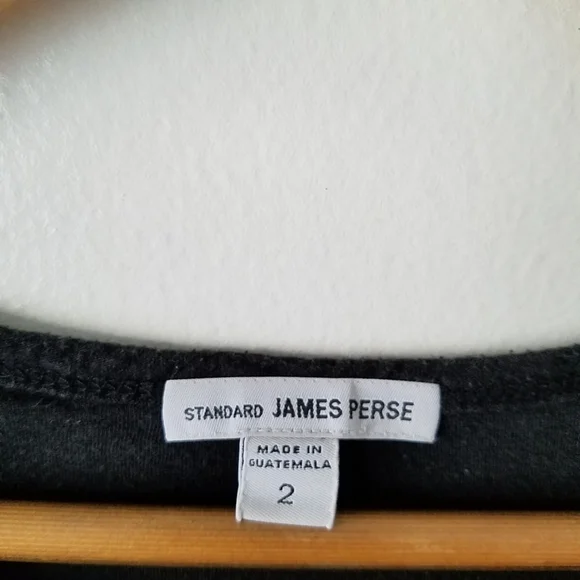 STANDARD JAMES PERSE
MADE IN
GUATEMALA
2